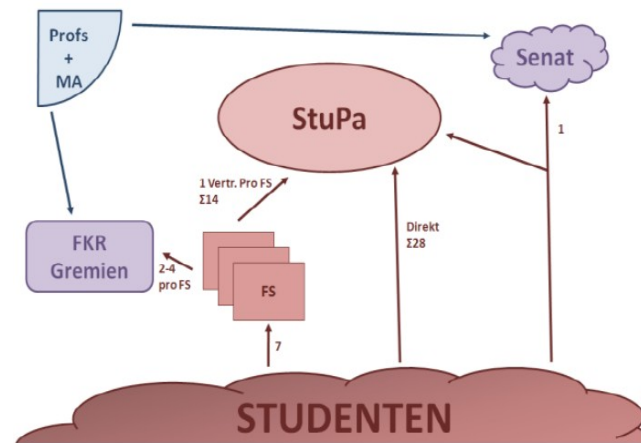 Profs
+
MA
Senat
StuPa
1
1 Vertr. Pro FS
Σ14
Direkt
Σ28
FKR
Gremien
2-4
pro FS
FS
7
STUDENTEN